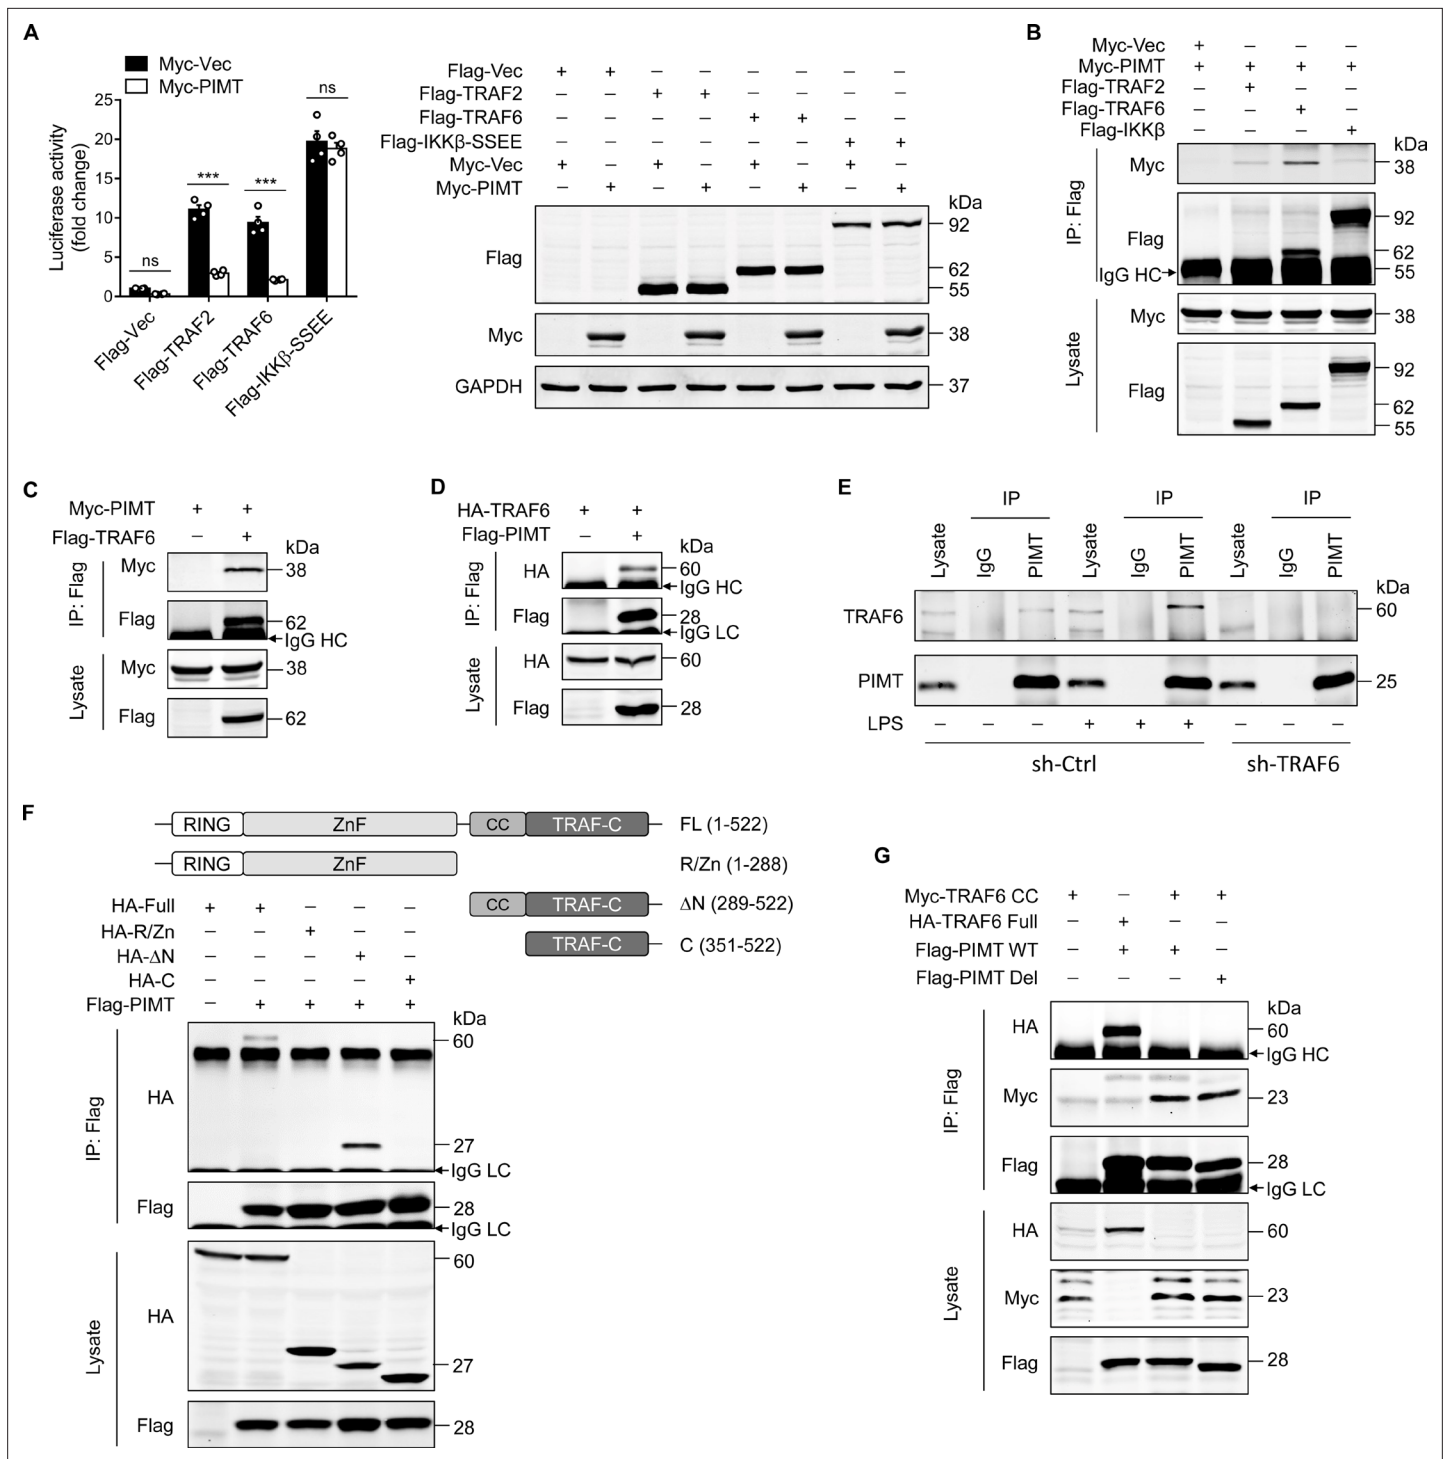 A
Myc-Vec
Myc-PIMT
Luciferase activity
(fold change)
25
20
15
10
5
0
ns
***
***
ns
Flag-Vec
Flag-TRAF2
Flag-TRAF6
Flag-IKKβ-SSEE
Flag-Vec + + − − − − − −
Flag-TRAF2 − − + + − − − −
Flag-TRAF6 − − − − + + − −
Flag-IKKβ-SSEE − − − − − − + +
Myc-Vec + − + − + − + −
Myc-PIMT − + − + − + − +
kDa
Flag
92
62
55
Myc
38
GAPDH
37
B
Myc-Vec + − − −
Myc-PIMT + + + +
Flag-TRAF2 − + − −
Flag-TRAF6 − − + −
Flag-IKKβ − − − +
kDa
IP: Flag
Myc
38
Flag
92
62
55
IgG HC
Lysate
Myc
38
Flag
92
62
55
C
Myc-PIMT + +
Flag-TRAF6 − +
kDa
IP: Flag
Myc
38
Flag
62
IgG HC
Lysate
Myc
38
Flag
62
D
HA-TRAF6 + +
Flag-PIMT − +
kDa
IP: Flag
HA
60
IgG HC
Flag
28
IgG LC
Lysate
HA
60
Flag
28
E
IP IP IP
Lysate IgG PIMT Lysate IgG PIMT Lysate IgG PIMT
kDa
TRAF6
60
PIMT
25
LPS − − − + + + − − −
sh-Ctrl sh-TRAF6
F
RING ZnF CC TRAF-C FL (1-522)
RING ZnF R/Zn (1-288)
CC TRAF-C ΔN (289-522)
TRAF-C C (351-522)
HA-Full + + − − −
HA-R/Zn − − + − −
HA-ΔN − − − + −
HA-C − − − − +
Flag-PIMT − + + + +
kDa
IP: Flag
HA
60
27
IgG LC
Flag
28
IgG LC
Lysate
HA
60
27
Flag
28
G
Myc-TRAF6 CC + − + +
HA-TRAF6 Full − + − −
Flag-PIMT WT − + + −
Flag-PIMT Del − − − +
kDa
IP: Flag
HA
60
IgG HC
Myc
23
Flag
28
IgG LC
Lysate
HA
60
Myc
23
Flag
28